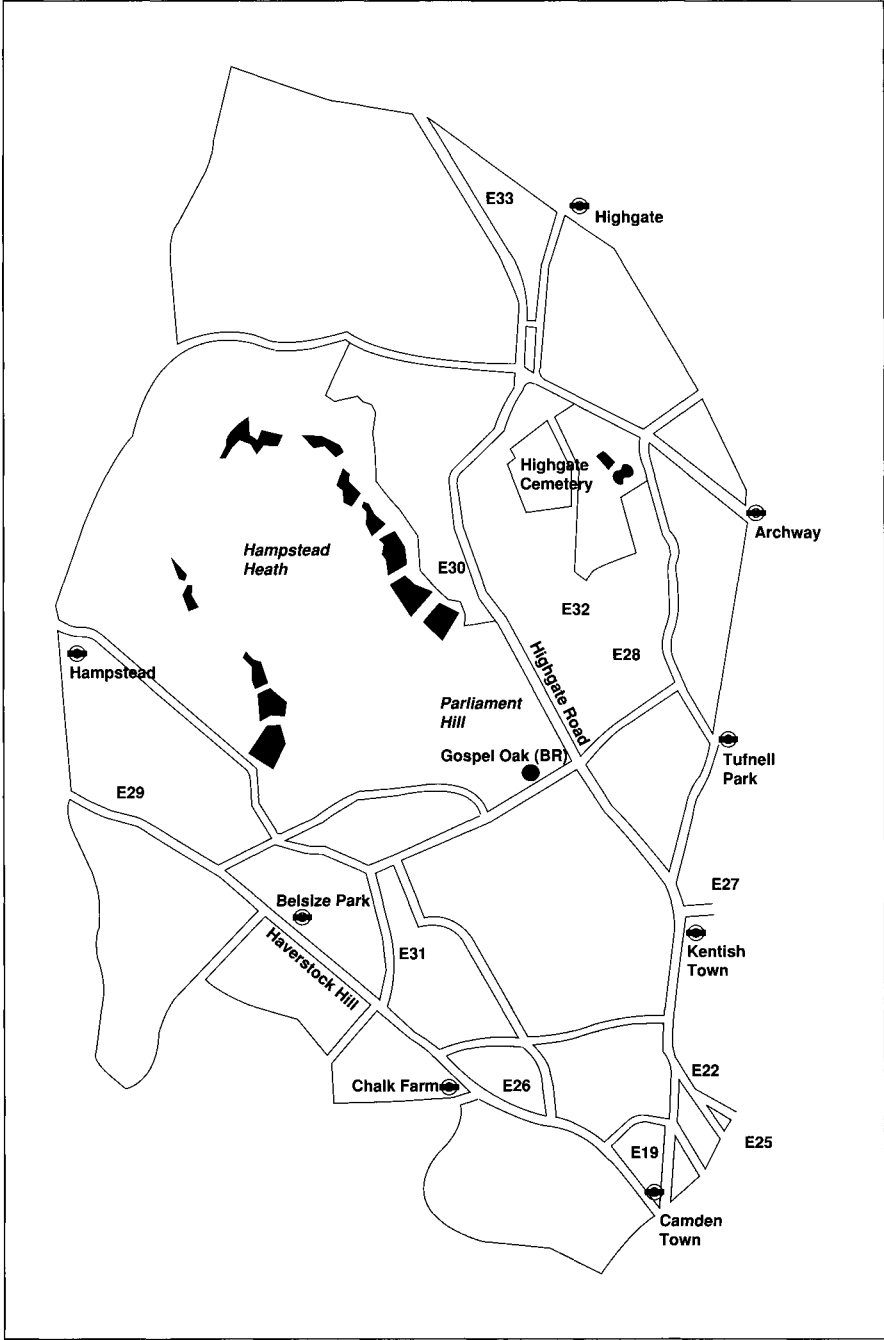 E33
Highgate
Highgate
Cemetery
Archway
Hampstead
Heath
E30
E32
E28
Hampstead
Highgate Road
Parliament
Hill
Gospel Oak (BR)
Tufnell
Park
E29
E27
Belsize Park
Haverstock Hill
E31
Kentish
Town
E22
Chalk Farm
E26
E25
E19
Camden
Town